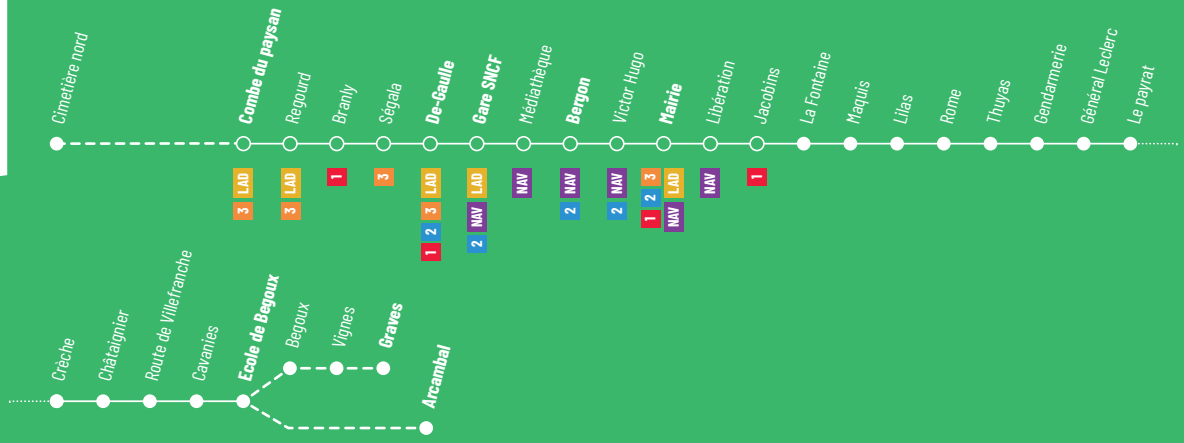 Cimetière nord
Combe du paysan
Regourd
Branly
Ségala
De-Gaulle
Gare SNCF
Médiathèque
Bergon
Victor Hugo
Mairie
Libération
Jacobins
La Fontaine
Maquis
Lilas
Rome
Thuyas
Gendarmerie
Général Leclerc
Le payrat
3 LAD
3 LAD
1
3
1 2 3 LAD
2 NAV LAD
NAV
2 NAV
2 NAV
1 2 3
NAV LAD
NAV
1
Crèche
Châtaignier
Route de Villefranche
Cavanies
Ecole de Begoux
Begoux
Vignes
Graves
Arcambal